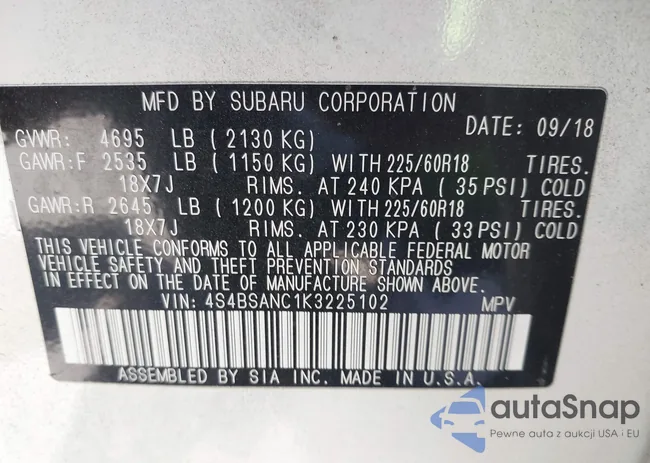 MFD BY SUBARU CORPORATION
DATE: 09/18
GVWR: 4695 LB ( 2130 KG)
GAWR:F 2535 LB ( 1150 KG) WITH 225/60R18 TIRES.
18X7J RIMS. AT 240 KPA ( 35 PSI) COLD
GAWR:R 2645 LB ( 1200 KG) WITH 225/60R18 TIRES.
18X7J RIMS. AT 230 KPA ( 33 PSI) COLD
THIS VEHICLE CONFORMS TO ALL APPLICABLE FEDERAL MOTOR
VEHICLE SAFETY AND THEFT PREVENTION STANDARDS
IN EFFECT ON THE DATE OF MANUFACTURE SHOWN ABOVE.
VIN: 4S4BSANC1K3225102 MPV
ASSEMBLED BY SIA INC. MADE IN U.S.A.
autaSnap
Pewne auta z aukcji USA i EU